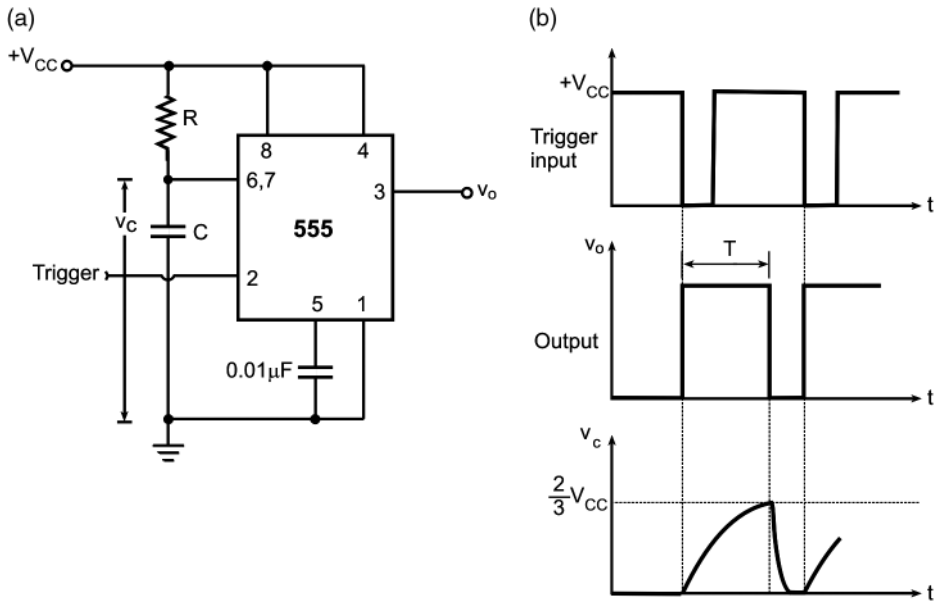 (a)
+VCC
R
8
4
6,7
3
vo
vC
C
555
Trigger
2
5
1
0.01μF
(b)
+VCC
Trigger
input
t
vo
T
Output
t
vc
2/3 VCC
t